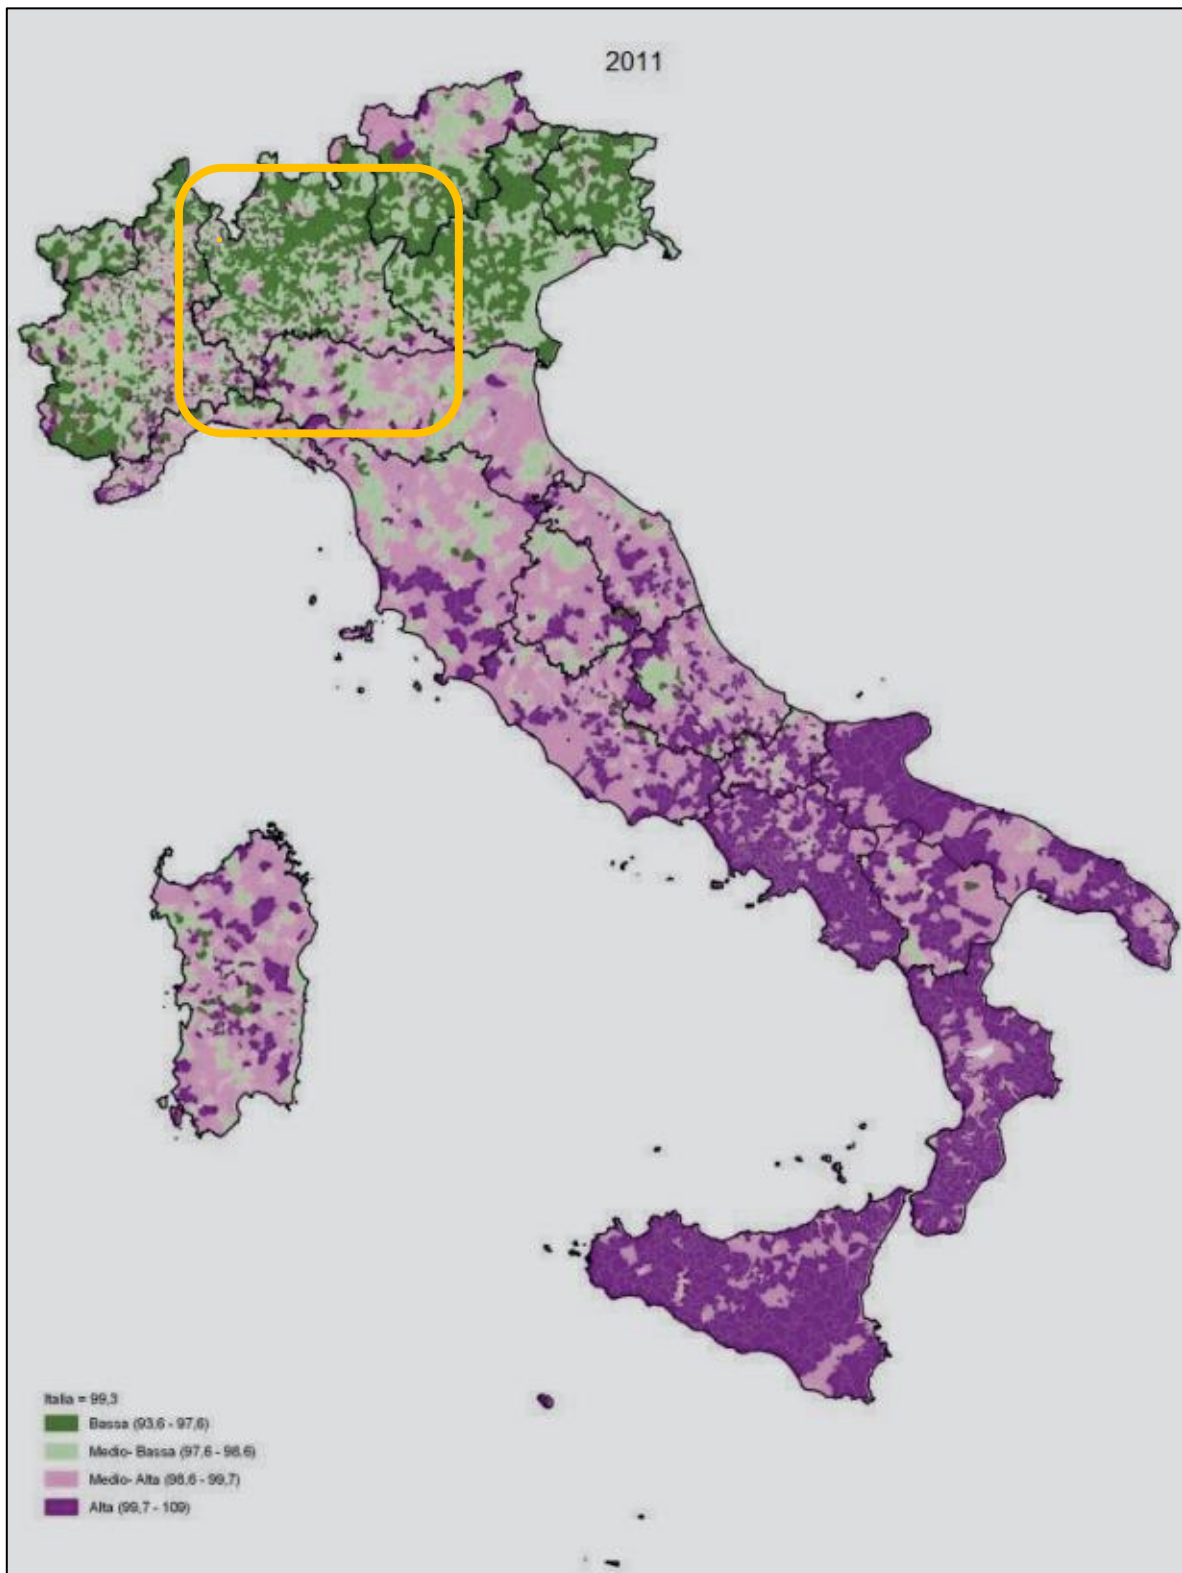 2011
Italia = 99,3
Bassa (93,6 - 97,6)
Medio- Bassa (97,6 - 98,6)
Medio- Alta (98,6 - 99,7)
Alta (99,7 - 109)